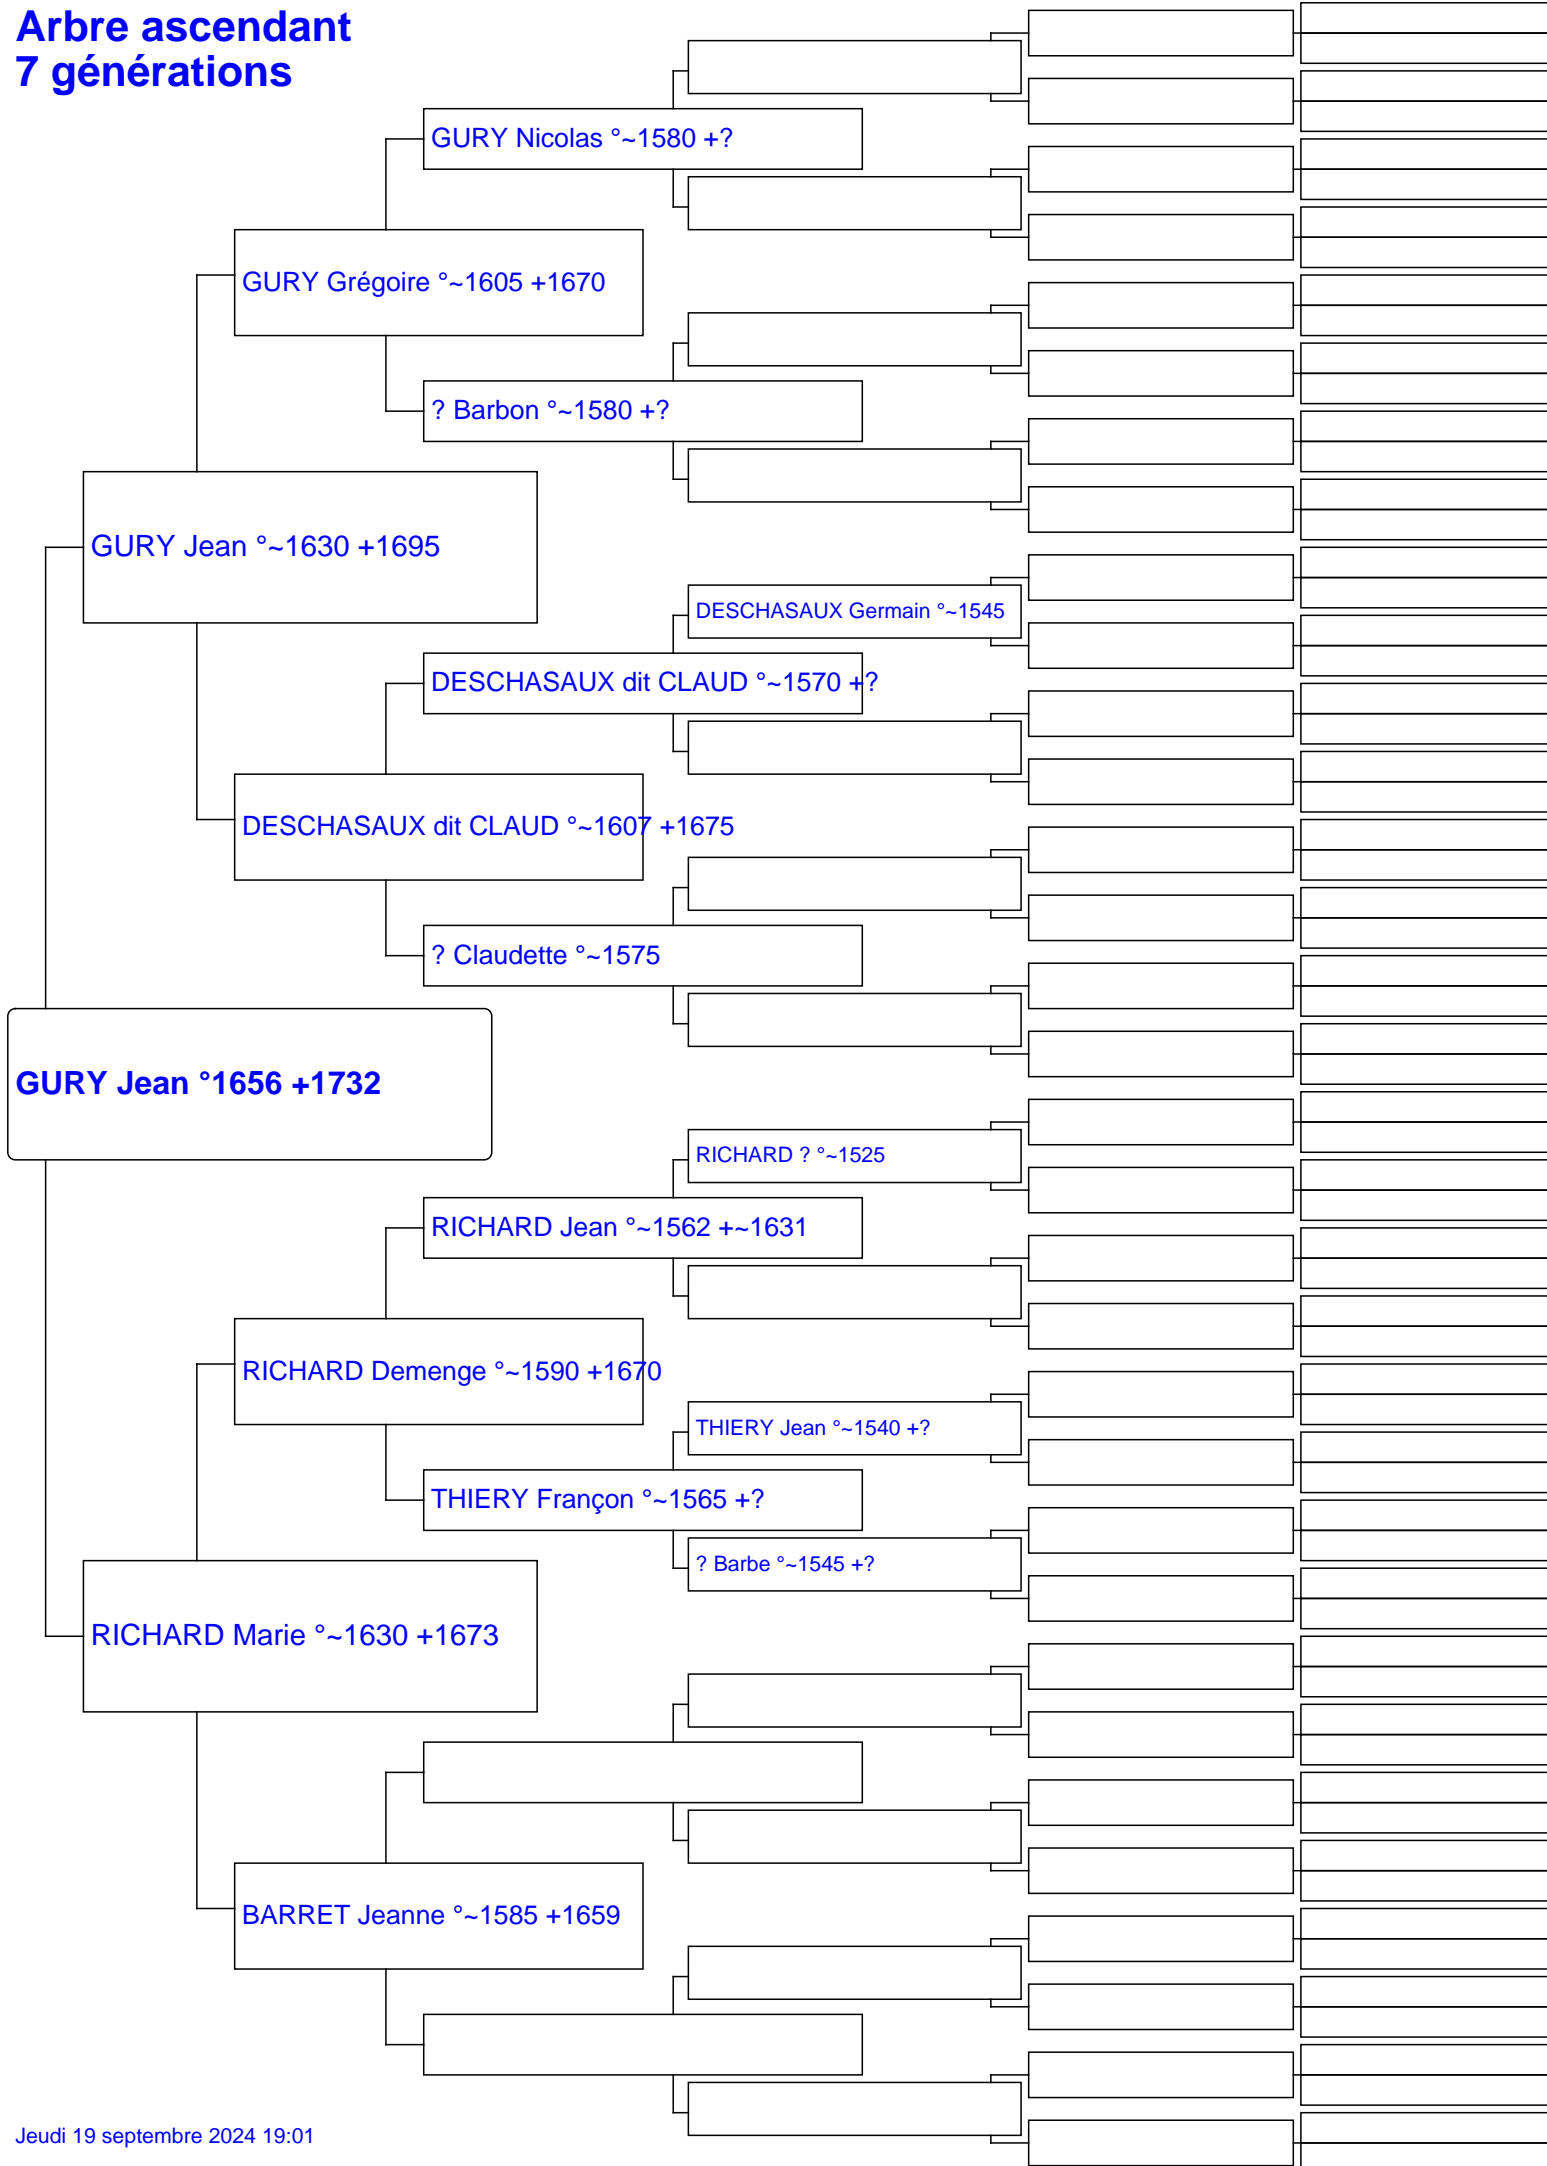 Arbre ascendant
7 générations
GURY Nicolas °~1580 +?
GURY Grégoire °~1605 +1670
? Barbon °~1580 +?
GURY Jean °~1630 +1695
DESCHASAUX Germain °~1545
DESCHASAUX dit CLAUD °~1570 +?
DESCHASAUX dit CLAUD °~1607 +1675
? Claudette °~1575
GURY Jean °1656 +1732
RICHARD ? °~1525
RICHARD Jean °~1562 +~1631
RICHARD Demenge °~1590 +1670
THIERY Jean °~1540 +?
THIERY Françon °~1565 +?
? Barbe °~1545 +?
RICHARD Marie °~1630 +1673
BARRET Jeanne °~1585 +1659
Jeudi 19 septembre 2024 19:01